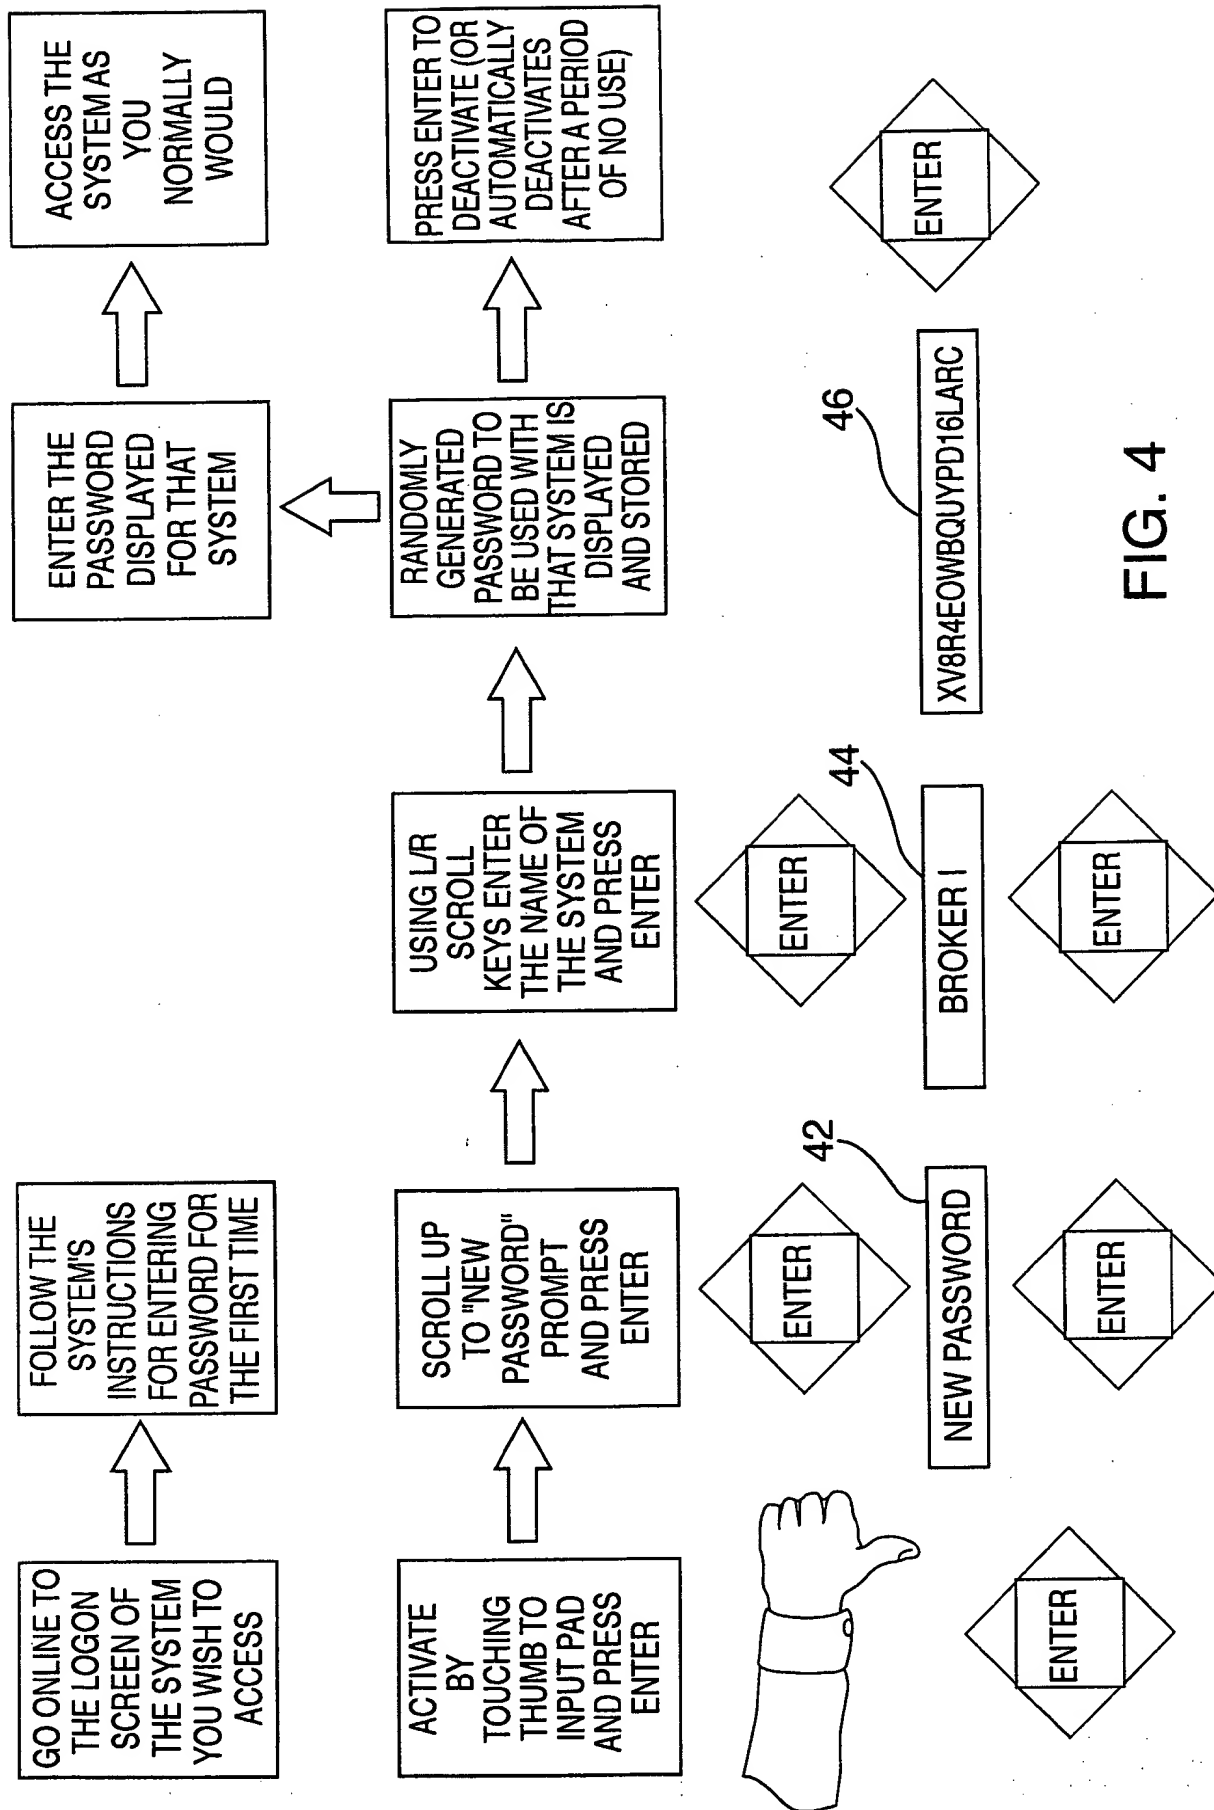 GO ONLINE TO
THE LOGON
SCREEN OF
THE SYSTEM
YOU WISH TO
ACCESS
FOLLOW THE
SYSTEM'S
INSTRUCTIONS
FOR ENTERING
PASSWORD FOR
THE FIRST TIME
ENTER THE
PASSWORD
DISPLAYED
FOR THAT
SYSTEM
ACCESS THE
SYSTEM AS
YOU
NORMALLY
WOULD
ACTIVATE
BY
TOUCHING
THUMB TO
INPUT PAD
AND PRESS
ENTER
SCROLL UP
TO "NEW
PASSWORD"
PROMPT
AND PRESS
ENTER
USING L/R
SCROLL
KEYS ENTER
THE NAME OF
THE SYSTEM
AND PRESS
ENTER
RANDOMLY
GENERATED
PASSWORD TO
BE USED WITH
THAT SYSTEM IS
DISPLAYED
AND STORED
PRESS ENTER TO
DEACTIVATE (OR
AUTOMATICALLY
DEACTIVATES
AFTER A PERIOD
OF NO USE)
ENTER
ENTER
42
NEW PASSWORD
ENTER
ENTER
44
BROKER I
ENTER
46
XV8R4EOWBQUYPD16LARC
ENTER
FIG. 4